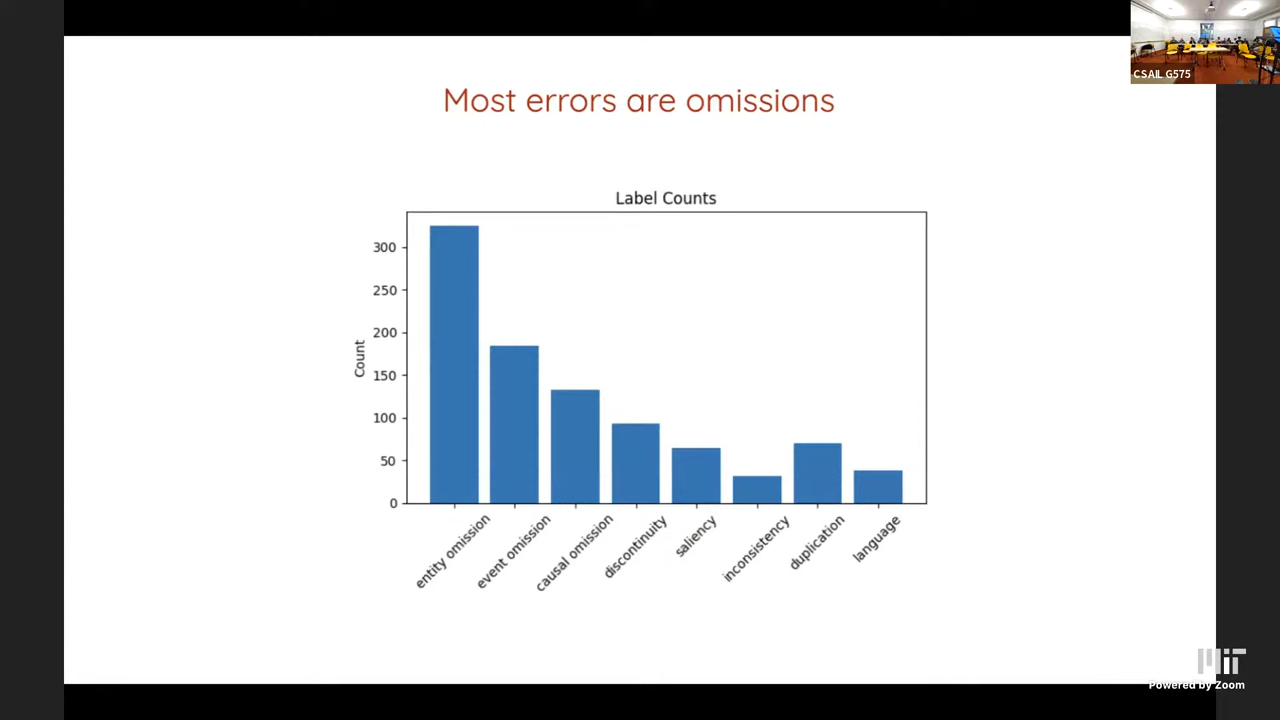 CSAIL G575
Most errors are omissions
Label Counts
Count
300
250
200
150
100
50
0
entity omission
event omission
causal omission
discontinuity
saliency
inconsistency
duplication
language
MIT
Powered by Zoom